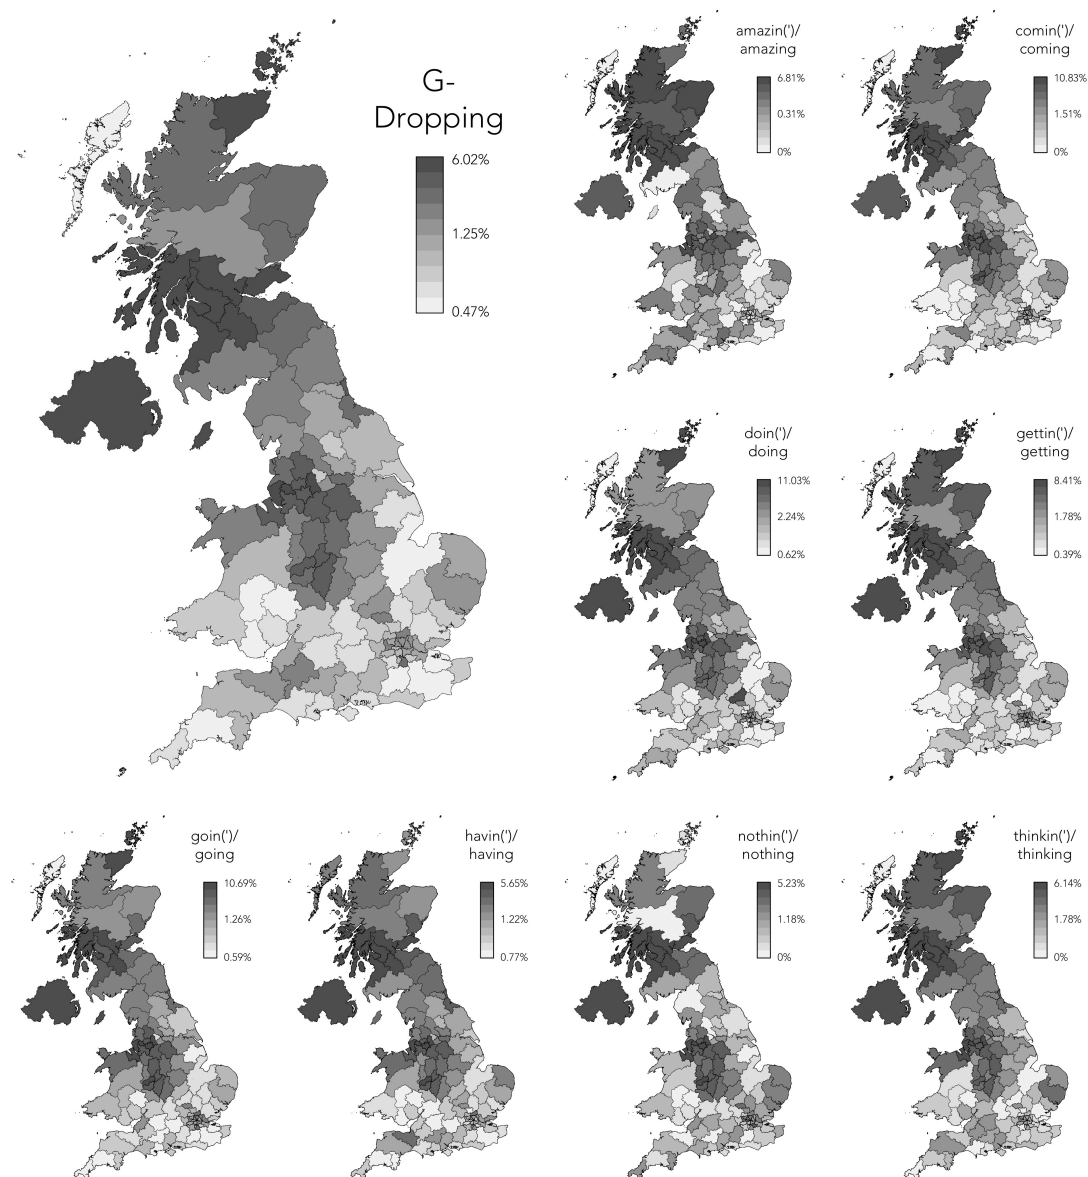 G-
Dropping
6.02%
1.25%
0.47%
amazin(')/
amazing
6.81%
0.31%
0%
comin(')/
coming
10.83%
1.51%
0%
doin(')/
doing
11.03%
2.24%
0.62%
gettin(')/
getting
8.41%
1.78%
0.39%
goin(')/
going
10.69%
1.26%
0.59%
havin(')/
having
5.65%
1.22%
0.77%
nothin(')/
nothing
5.23%
1.18%
0%
thinkin(')/
thinking
6.14%
1.78%
0%